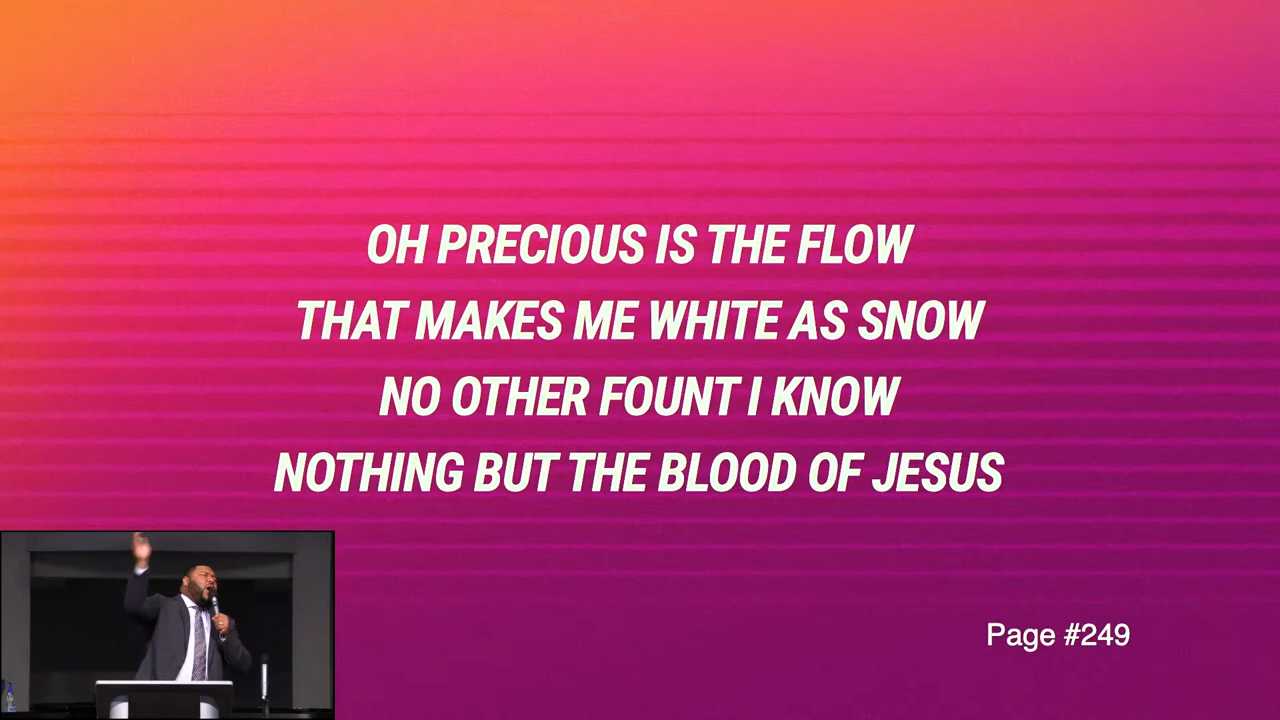 OH PRECIOUS IS THE FLOW
THAT MAKES ME WHITE AS SNOW
NO OTHER FOUNT I KNOW
NOTHING BUT THE BLOOD OF JESUS
Page #249